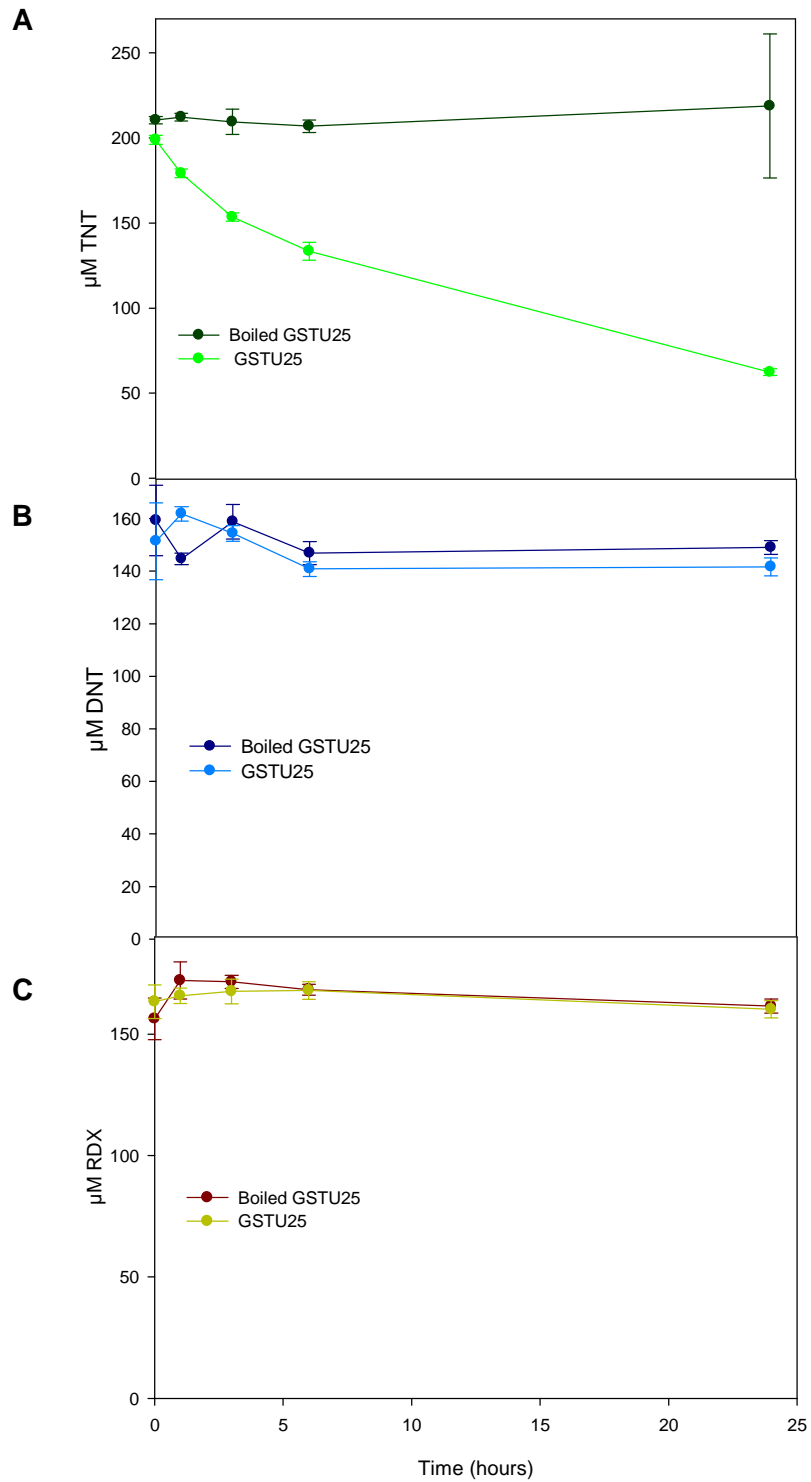 A
250
200
150
100
50
0
µM TNT
Boiled GSTU25
GSTU25
B
160
140
120
100
80
60
40
20
0
µM DNT
Boiled GSTU25
GSTU25
C
150
100
50
0
µM RDX
Boiled GSTU25
GSTU25
0 5 10 15 20 25
Time (hours)